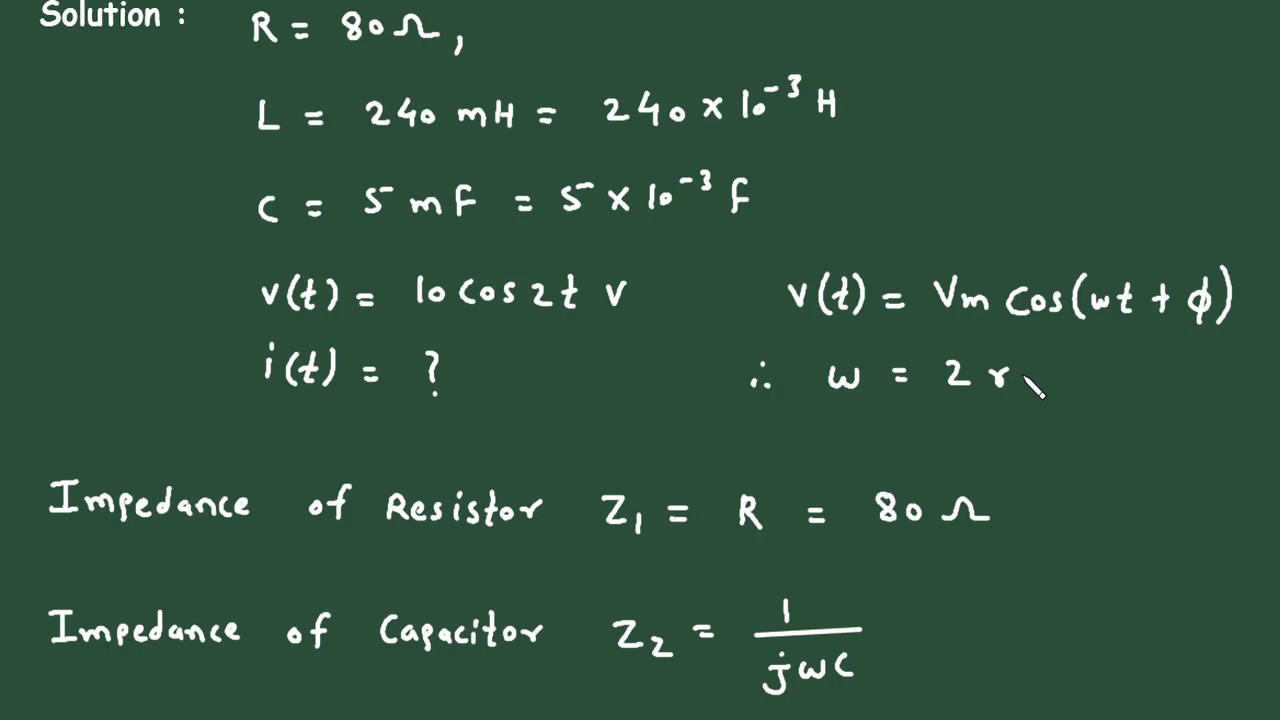 Solution :
R = 80 Ω,
L = 240 mH = 240 × 10⁻³ H
C = 5 mF = 5 × 10⁻³ F
v(t) = 10 cos 2t V
v(t) = Vm cos(ωt + φ)
i(t) = ?
∴ ω = 2 r
Impedance of Resistor Z₁ = R = 80 Ω
Impedance of Capacitor Z₂ = 1/jωC